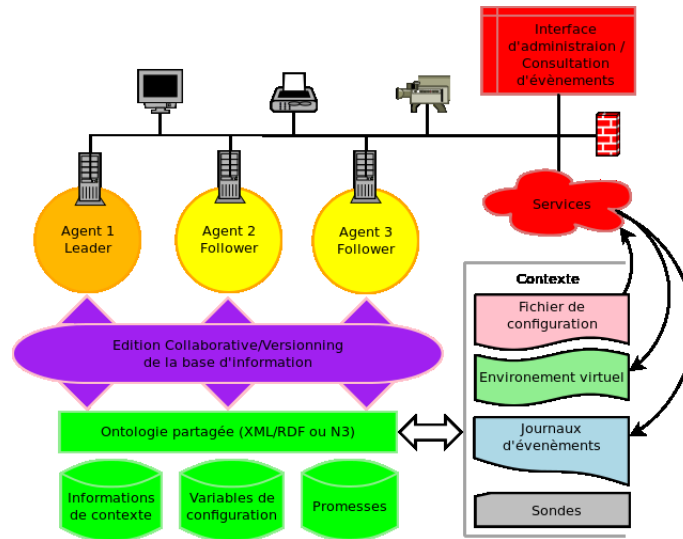 Interface
d'administraion /
Consultation
d'évènements
Agent 1
Leader
Agent 2
Follower
Agent 3
Follower
Services
Contexte
Fichier de
configuration
Edition Collaborative/Versionning
de la base d'information
Environement virtuel
Ontologie partagée (XML/RDF ou N3)
Journaux
d'évenèments
Informations
de contexte
Variables de
configuration
Promesses
Sondes